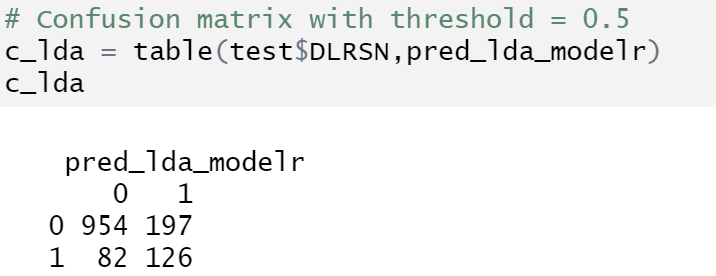 # Confusion matrix with threshold = 0.5
c_lda = table(test$DLRSN,pred_lda_modelr)
c_lda
pred_lda_modelr
0 1
0 954 197
1 82 126